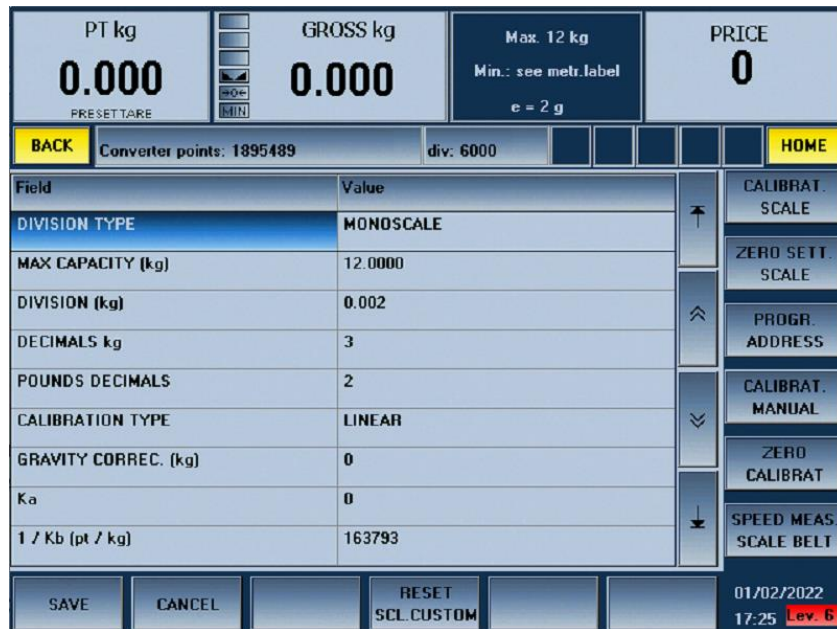 PT kg
0.000
PRESET TARE
→0←
MIN
GROSS kg
0.000
Max. 12 kg
Min.: see metr.label
e = 2 g
PRICE
0
BACK
Converter points: 1895489
div: 6000
HOME
Field Value
DIVISION TYPE MONOSCALE
MAX CAPACITY (kg) 12.0000
DIVISION (kg) 0.002
DECIMALS kg 3
POUNDS DECIMALS 2
CALIBRATION TYPE LINEAR
GRAVITY CORREC. (kg) 0
Ka 0
1 / Kb (pt / kg) 163793
CALIBRAT.
SCALE
ZERO SETT.
SCALE
PROGR.
ADDRESS
CALIBRAT.
MANUAL
ZERO
CALIBRAT
SPEED MEAS.
SCALE BELT
SAVE
CANCEL
RESET
SCL.CUSTOM
01/02/2022
17:25 Lev. 6